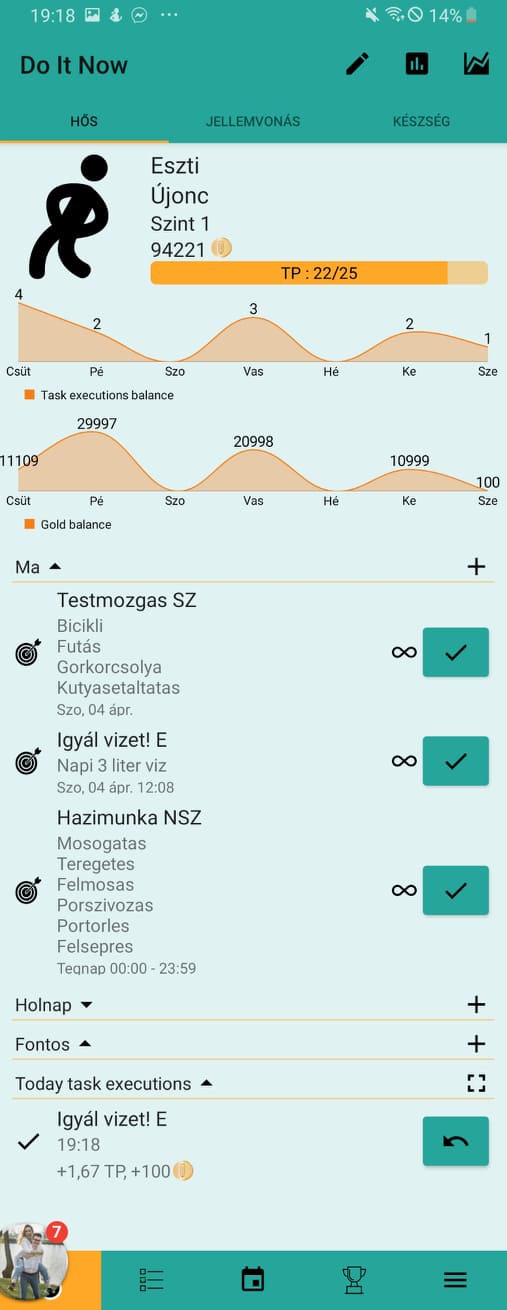 19:18
14%
Do It Now
HŐS
JELLEMVONÁS
KÉSZSÉG
Eszti
Újonc
Szint 1
94221
TP : 22/25
4
2
3
2
1
Csüt
Pé
Szo
Vas
Hé
Ke
Sze
Task executions balance
11109
29997
20998
10999
100
Csüt
Pé
Szo
Vas
Hé
Ke
Sze
Gold balance
Ma
Testmozgas SZ
Bicikli
Futás
Gorkorcsolya
Kutyasetaltatas
Szo, 04 ápr.
Igyál vizet! E
Napi 3 liter viz
Szo, 04 ápr. 12:08
Hazimunka NSZ
Mosogatas
Teregetes
Felmosas
Porszivozas
Portorles
Felsepres
Tegnap 00:00 - 23:59
Holnap
Fontos
Today task executions
Igyál vizet! E
19:18
+1,67 TP, +100
7